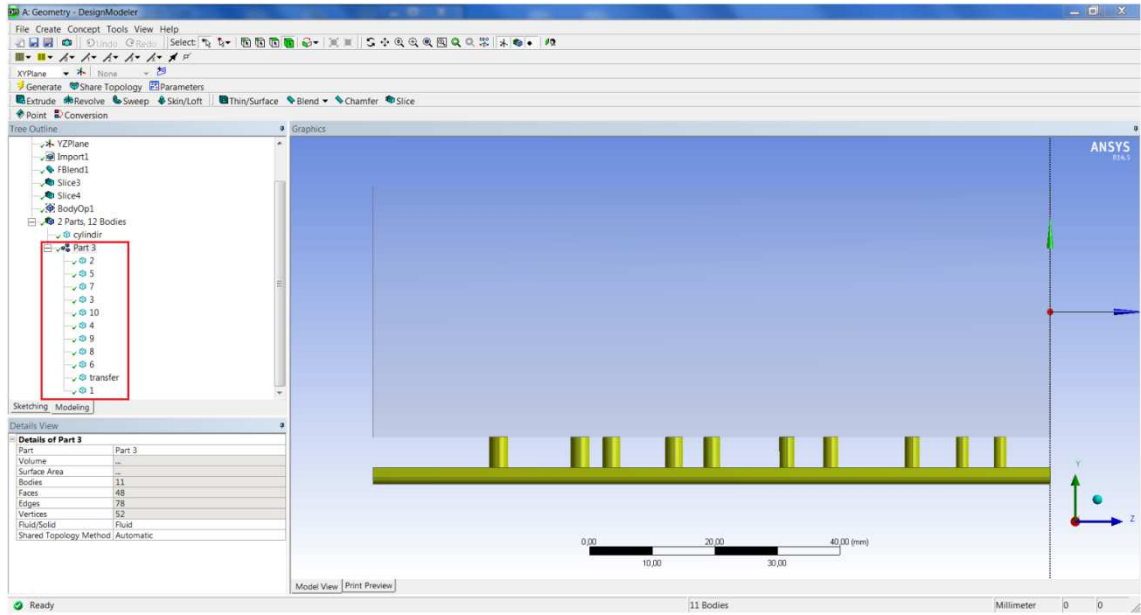 A: Geometry - DesignModeler
File Create Concept Tools View Help
Undo Redo Select:
XYPlane None
Generate Share Topology Parameters
Extrude Revolve Sweep Skin/Loft Thin/Surface Blend Chamfer Slice
Point Conversion
Tree Outline
YZPlane
Import1
FBlend1
Slice3
Slice4
BodyOp1
2 Parts, 12 Bodies
cylindir
Part 3
2
5
7
3
10
4
9
8
6
transfer
1
Sketching Modeling
Details View
Details of Part 3
Part Part 3
Volume ...
Surface Area ...
Bodies 11
Faces 48
Edges 78
Vertices 52
Fluid/Solid Fluid
Shared Topology Method Automatic
Graphics
ANSYS
R16.5
Y
Z
0,00 20,00 40,00 (mm)
10,00 30,00
Model View Print Preview
Ready 11 Bodies Millimeter 0 0